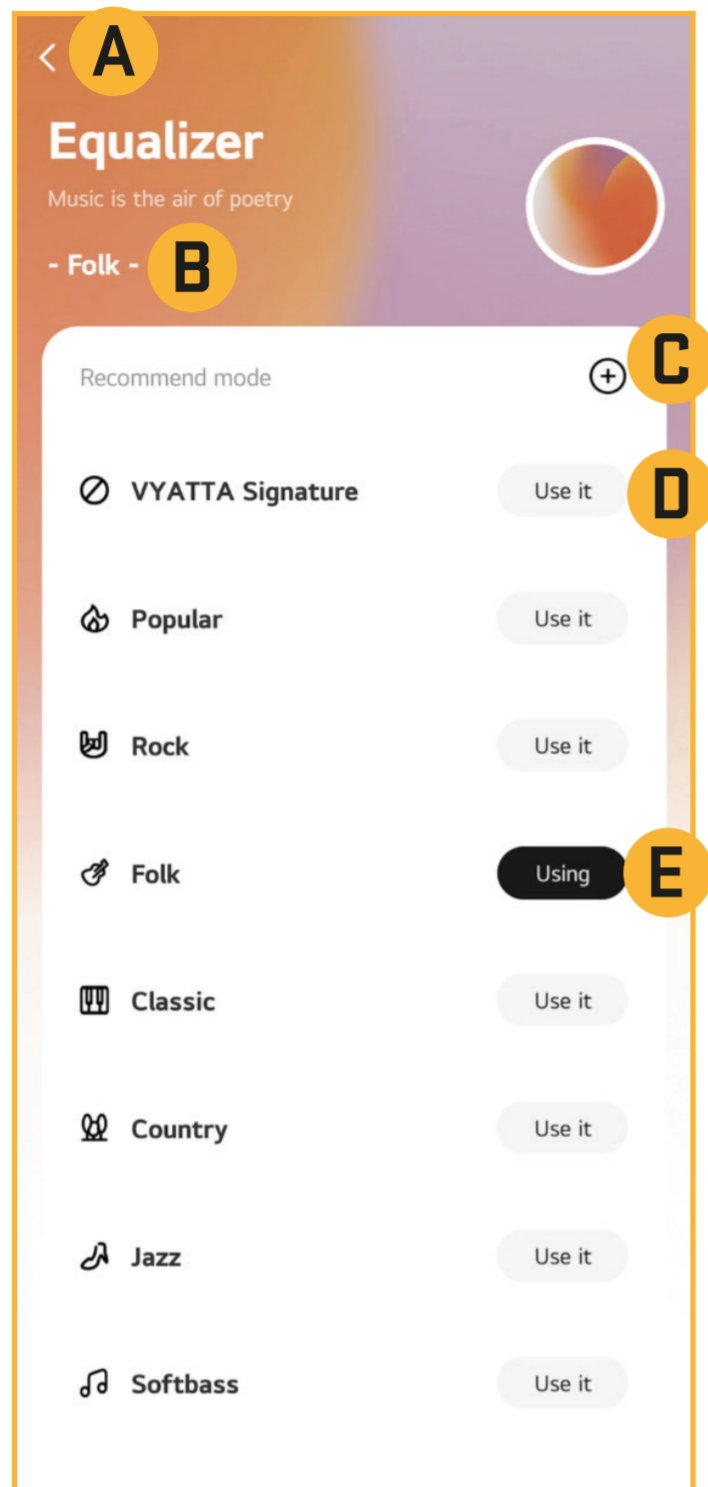 A
Equalizer
Music is the air of poetry
- Folk - B
Recommend mode C
VYATTA Signature Use it D
Popular Use it
Rock Use it
Folk Using E
Classic Use it
Country Use it
Jazz Use it
Softbass Use it